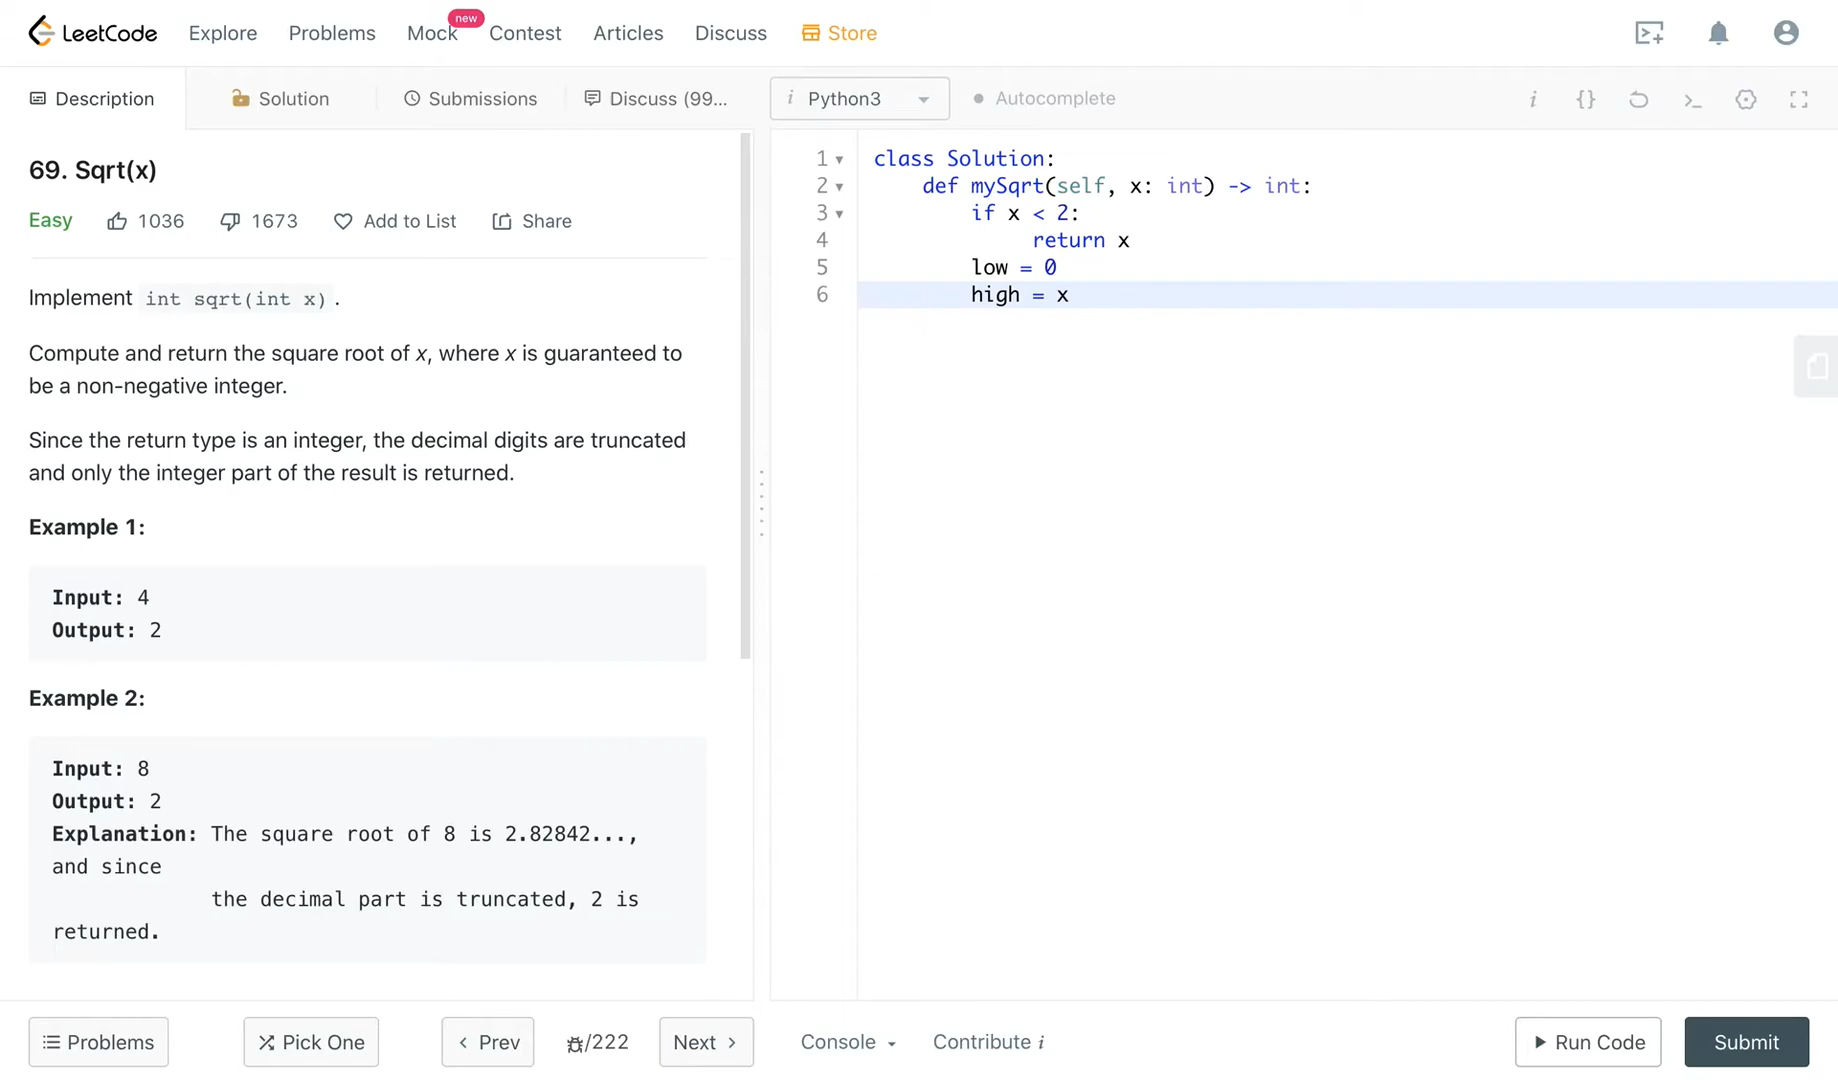 LeetCode Explore Problems Mock new Contest Articles Discuss Store
Description Solution Submissions Discuss (99... i Python3 Autocomplete
69. Sqrt(x)
Easy 1036 1673 Add to List Share
Implement int sqrt(int x) .
Compute and return the square root of x, where x is guaranteed to
be a non-negative integer.
Since the return type is an integer, the decimal digits are truncated
and only the integer part of the result is returned.
Example 1:
Input: 4
Output: 2
Example 2:
Input: 8
Output: 2
Explanation: The square root of 8 is 2.82842...,
and since
the decimal part is truncated, 2 is
returned.
1 class Solution:
2 def mySqrt(self, x: int) -> int:
3 if x < 2:
4 return x
5 low = 0
6 high = x
Problems Pick One < Prev /222 Next > Console Contribute i Run Code Submit